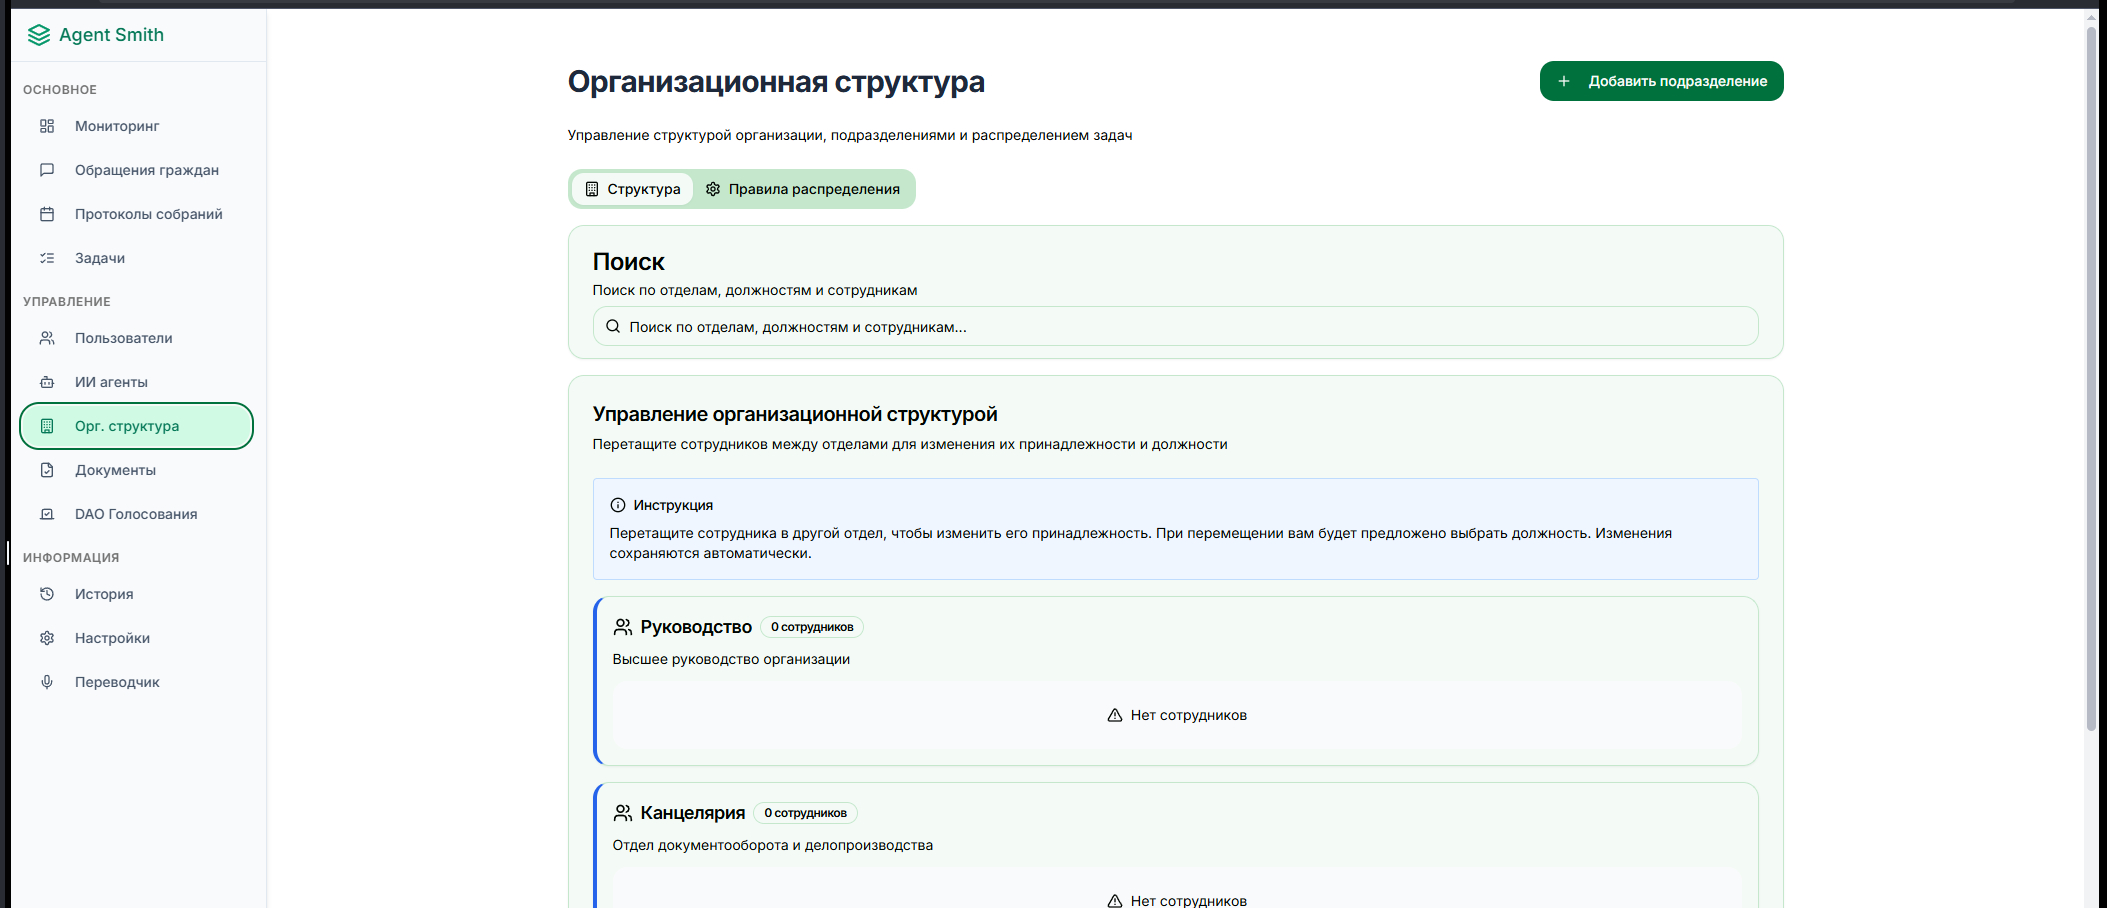 Agent Smith
ОСНОВНОЕ
Мониторинг
Обращения граждан
Протоколы собраний
Задачи
УПРАВЛЕНИЕ
Пользователи
ИИ агенты
Орг. структура
Документы
DAO Голосования
ИНФОРМАЦИЯ
История
Настройки
Переводчик
Организационная структура
Добавить подразделение
Управление структурой организации, подразделениями и распределением задач
Структура
Правила распределения
Поиск
Поиск по отделам, должностям и сотрудникам
Поиск по отделам, должностям и сотрудникам...
Управление организационной структурой
Перетащите сотрудников между отделами для изменения их принадлежности и должности
Инструкция
Перетащите сотрудника в другой отдел, чтобы изменить его принадлежность. При перемещении вам будет предложено выбрать должность. Изменения
сохраняются автоматически.
Руководство 0 сотрудников
Высшее руководство организации
Нет сотрудников
Канцелярия 0 сотрудников
Отдел документооборота и делопроизводства
Нет сотрудников